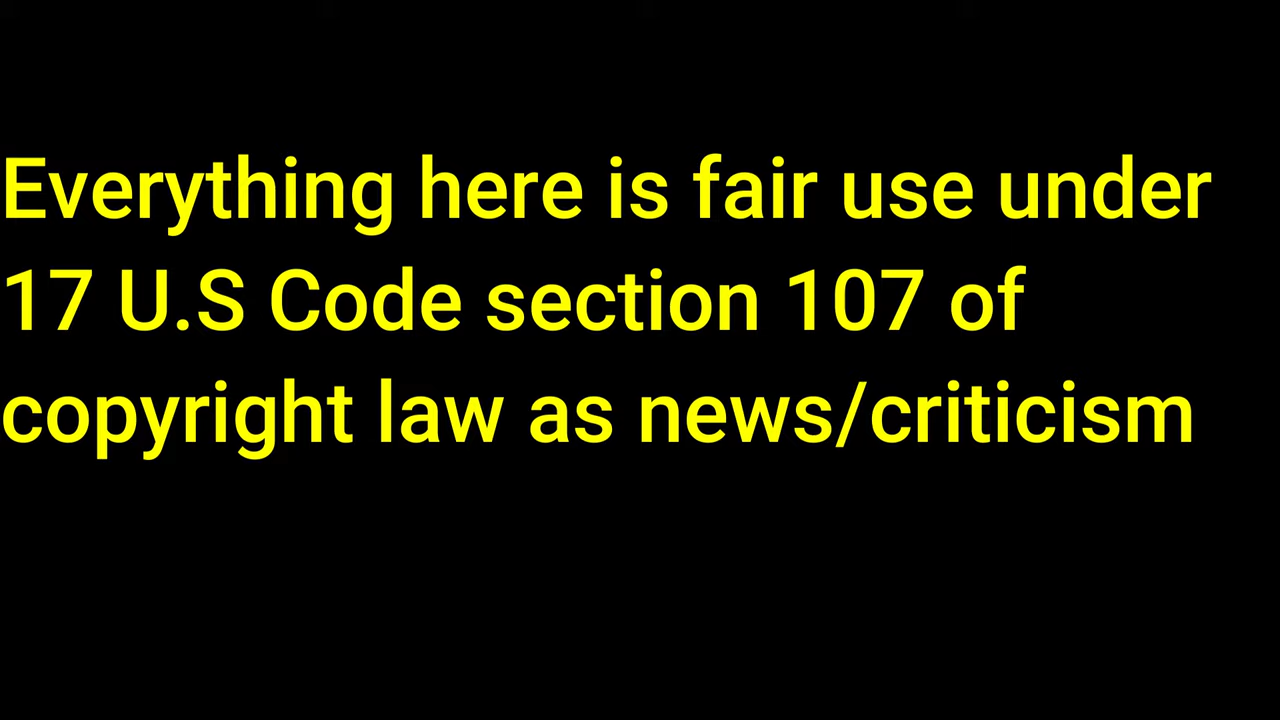 Everything here is fair use under
17 U.S Code section 107 of
copyright law as news/criticism